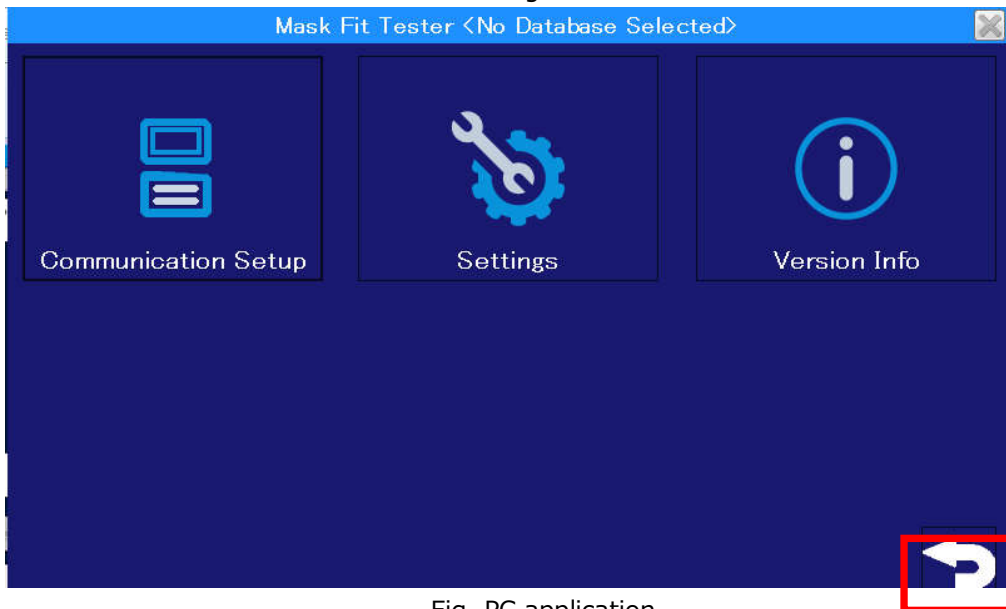 Mask Fit Tester <No Database Selected>
Communication Setup
Settings
Version Info
Fig. PC application